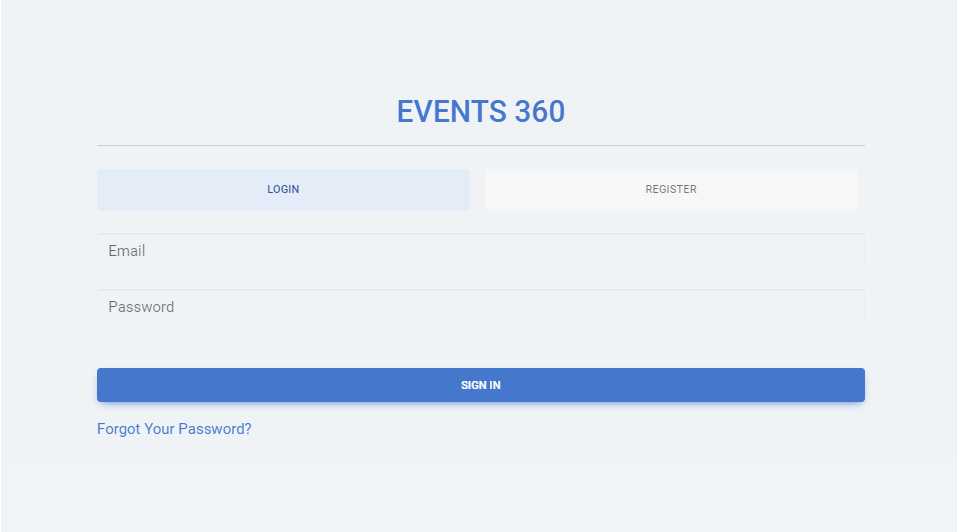 EVENTS 360
LOGIN REGISTER
Email
Password
SIGN IN
Forgot Your Password?